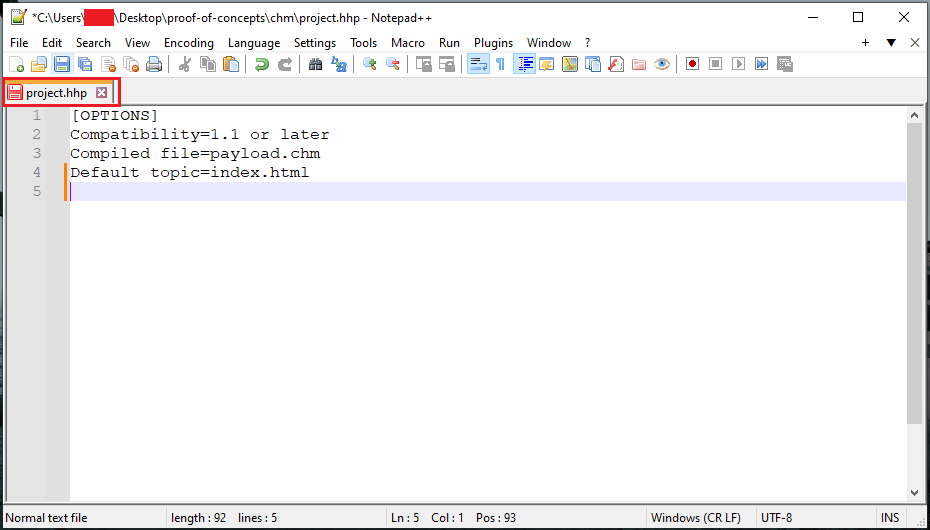 *C:\Users\ \Desktop\proof-of-concepts\chm\project.hhp - Notepad++
File Edit Search View Encoding Language Settings Tools Macro Run Plugins Window ? + ▼ X
project.hhp
1 [OPTIONS]
2 Compatibility=1.1 or later
3 Compiled file=payload.chm
4 Default topic=index.html
5
Normal text file length : 92 lines : 5 Ln : 5 Col : 1 Pos : 93 Windows (CR LF) UTF-8 INS